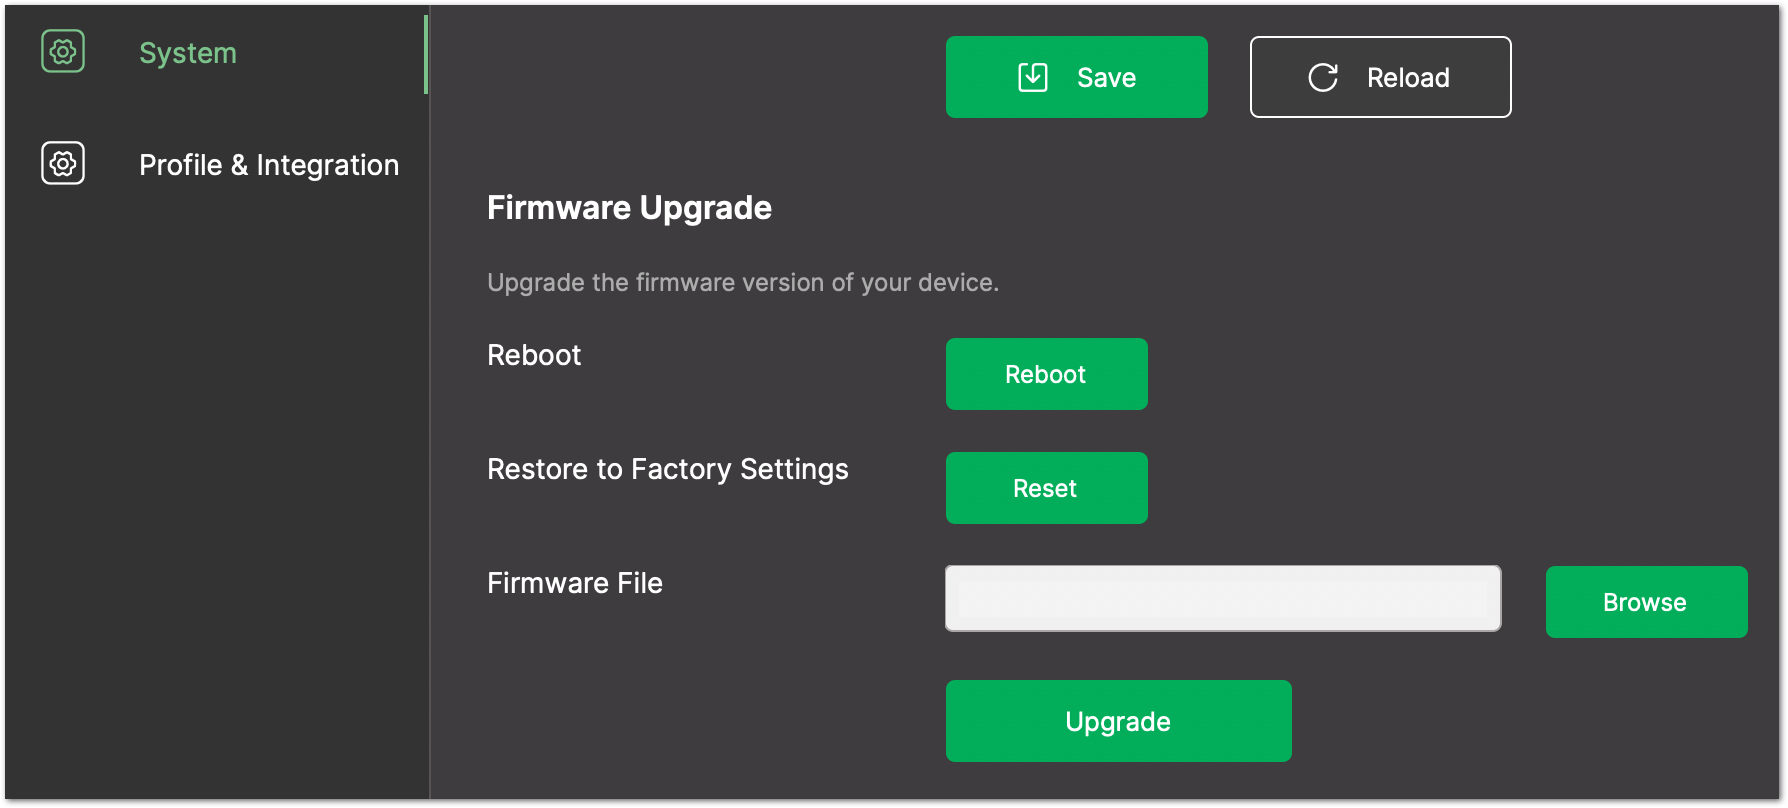 System
Profile & Integration
Save
Reload
Firmware Upgrade
Upgrade the firmware version of your device.
Reboot
Reboot
Restore to Factory Settings
Reset
Firmware File
Browse
Upgrade